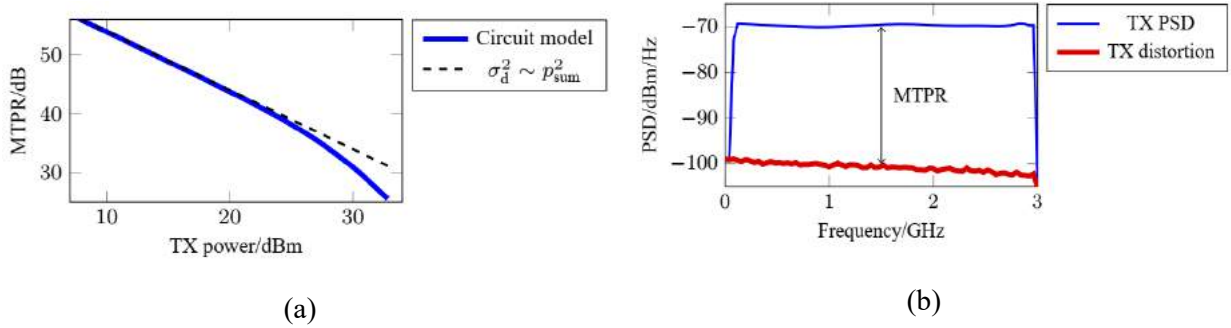 50
40
30
MTPR/dB
10
20
30
TX power/dBm
Circuit model
σ_d^2 ∼ p_sum^2
(a)
−70
−80
−90
−100
PSD/dBm/Hz
MTPR
0
1
2
3
Frequency/GHz
TX PSD
TX distortion
(b)